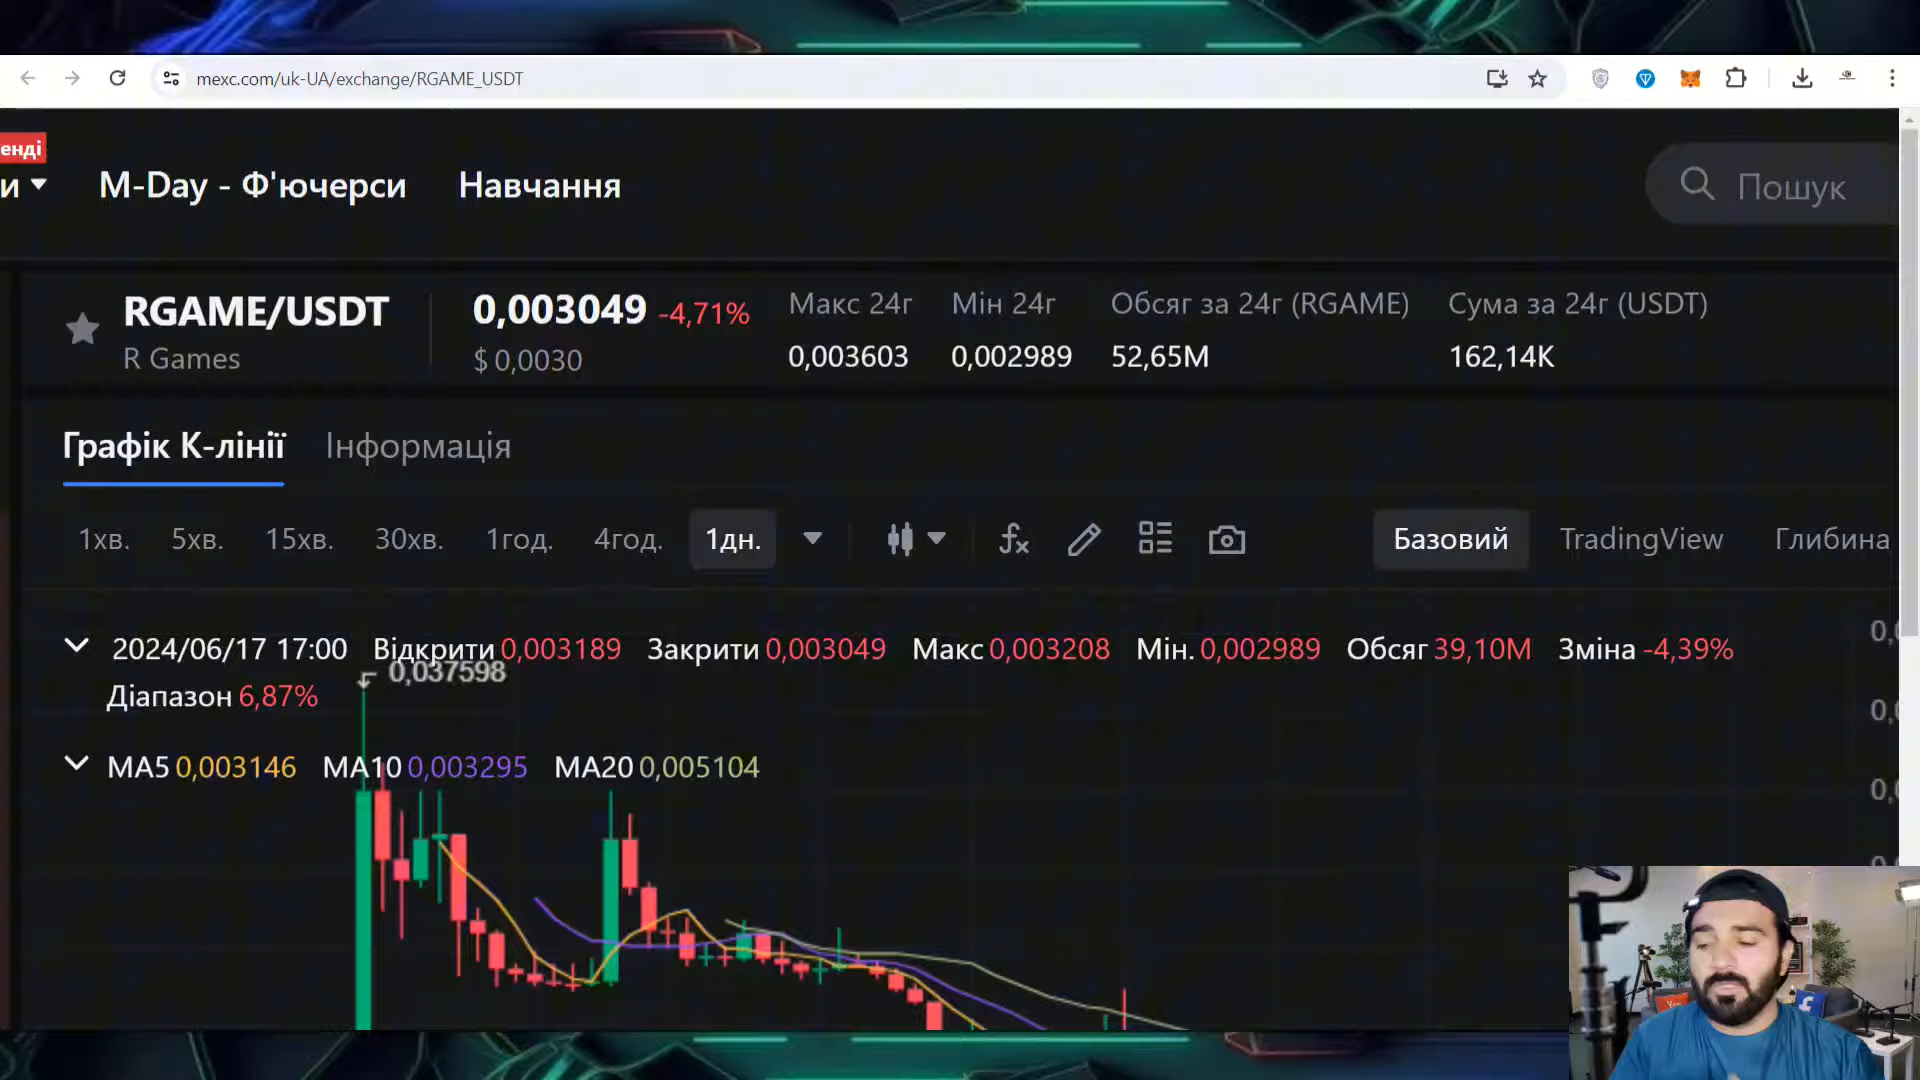 mexc.com/uk-UA/exchange/RGAME_USDT
енді
и M-Day - Ф'ючерси Навчання Пошук
RGAME/USDT 0,003049 -4,71% Макс 24г Мін 24г Обсяг за 24г (RGAME) Сума за 24г (USDT)
R Games $ 0,0030 0,003603 0,002989 52,65M 162,14K
Графік К-лінії Інформація
1хв. 5хв. 15хв. 30хв. 1год. 4год. 1дн. fx Базовий TradingView Глибина
2024/06/17 17:00 Відкрити 0,003189 Закрити 0,003049 Макс 0,003208 Мін. 0,002989 Обсяг 39,10M Зміна -4,39%
0,037598
Діапазон 6,87%
MA5 0,003146 MA10 0,003295 MA20 0,005104